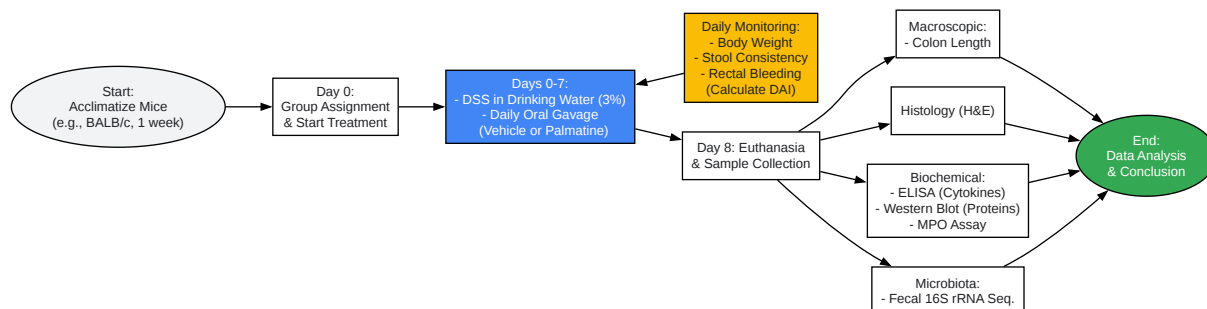 Start:
Acclimatize Mice
(e.g., BALB/c, 1 week)
Day 0:
Group Assignment
& Start Treatment
Days 0-7:
- DSS in Drinking Water (3%)
- Daily Oral Gavage
(Vehicle or Palmatine)
Daily Monitoring:
- Body Weight
- Stool Consistency
- Rectal Bleeding
(Calculate DAI)
Day 8: Euthanasia
& Sample Collection
Macroscopic:
- Colon Length
Histology (H&E)
Biochemical:
- ELISA (Cytokines)
- Western Blot (Proteins)
- MPO Assay
Microbiota:
- Fecal 16S rRNA Seq.
End:
Data Analysis
& Conclusion